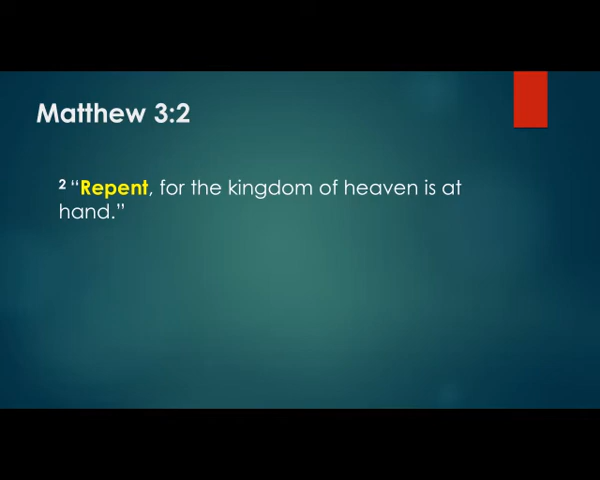 Matthew 3:2
2 “Repent, for the kingdom of heaven is at
hand.”